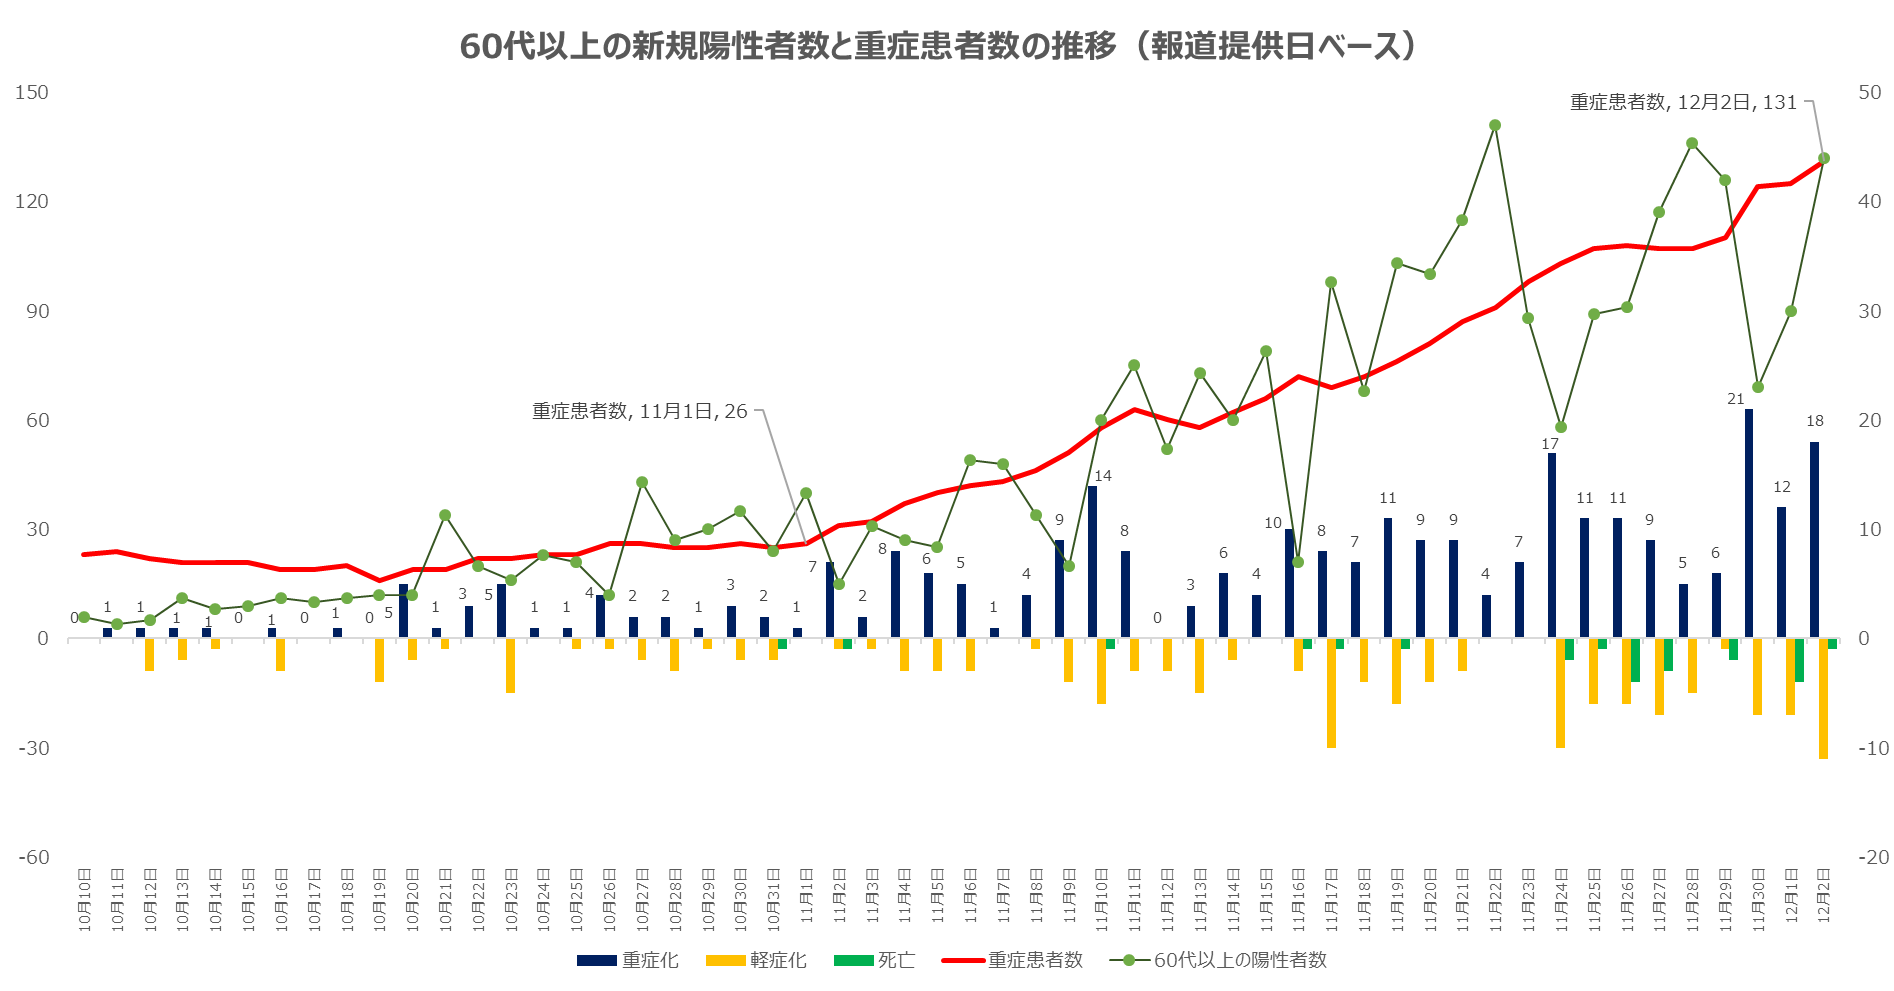 60代以上の新規陽性者数と重症患者数の推移（報道提供日ベース）
150
120
90
60
30
0
-30
-60
50
40
30
20
10
0
-10
-20
重症患者数, 12月2日, 131
重症患者数, 11月1日, 26
0
1
1
1
1
0
1
0
1
0
5
1
3
5
1
1
4
2
2
1
3
2
1
7
2
8
6
5
1
4
9
14
8
0
3
6
4
10
8
7
11
9
9
4
7
17
11
11
9
5
6
21
12
18
10月10日
10月11日
10月12日
10月13日
10月14日
10月15日
10月16日
10月17日
10月18日
10月19日
10月20日
10月21日
10月22日
10月23日
10月24日
10月25日
10月26日
10月27日
10月28日
10月29日
10月30日
10月31日
11月1日
11月2日
11月3日
11月4日
11月5日
11月6日
11月7日
11月8日
11月9日
11月10日
11月11日
11月12日
11月13日
11月14日
11月15日
11月16日
11月17日
11月18日
11月19日
11月20日
11月21日
11月22日
11月23日
11月24日
11月25日
11月26日
11月27日
11月28日
11月29日
11月30日
12月1日
12月2日
重症化
軽症化
死亡
重症患者数
60代以上の陽性者数